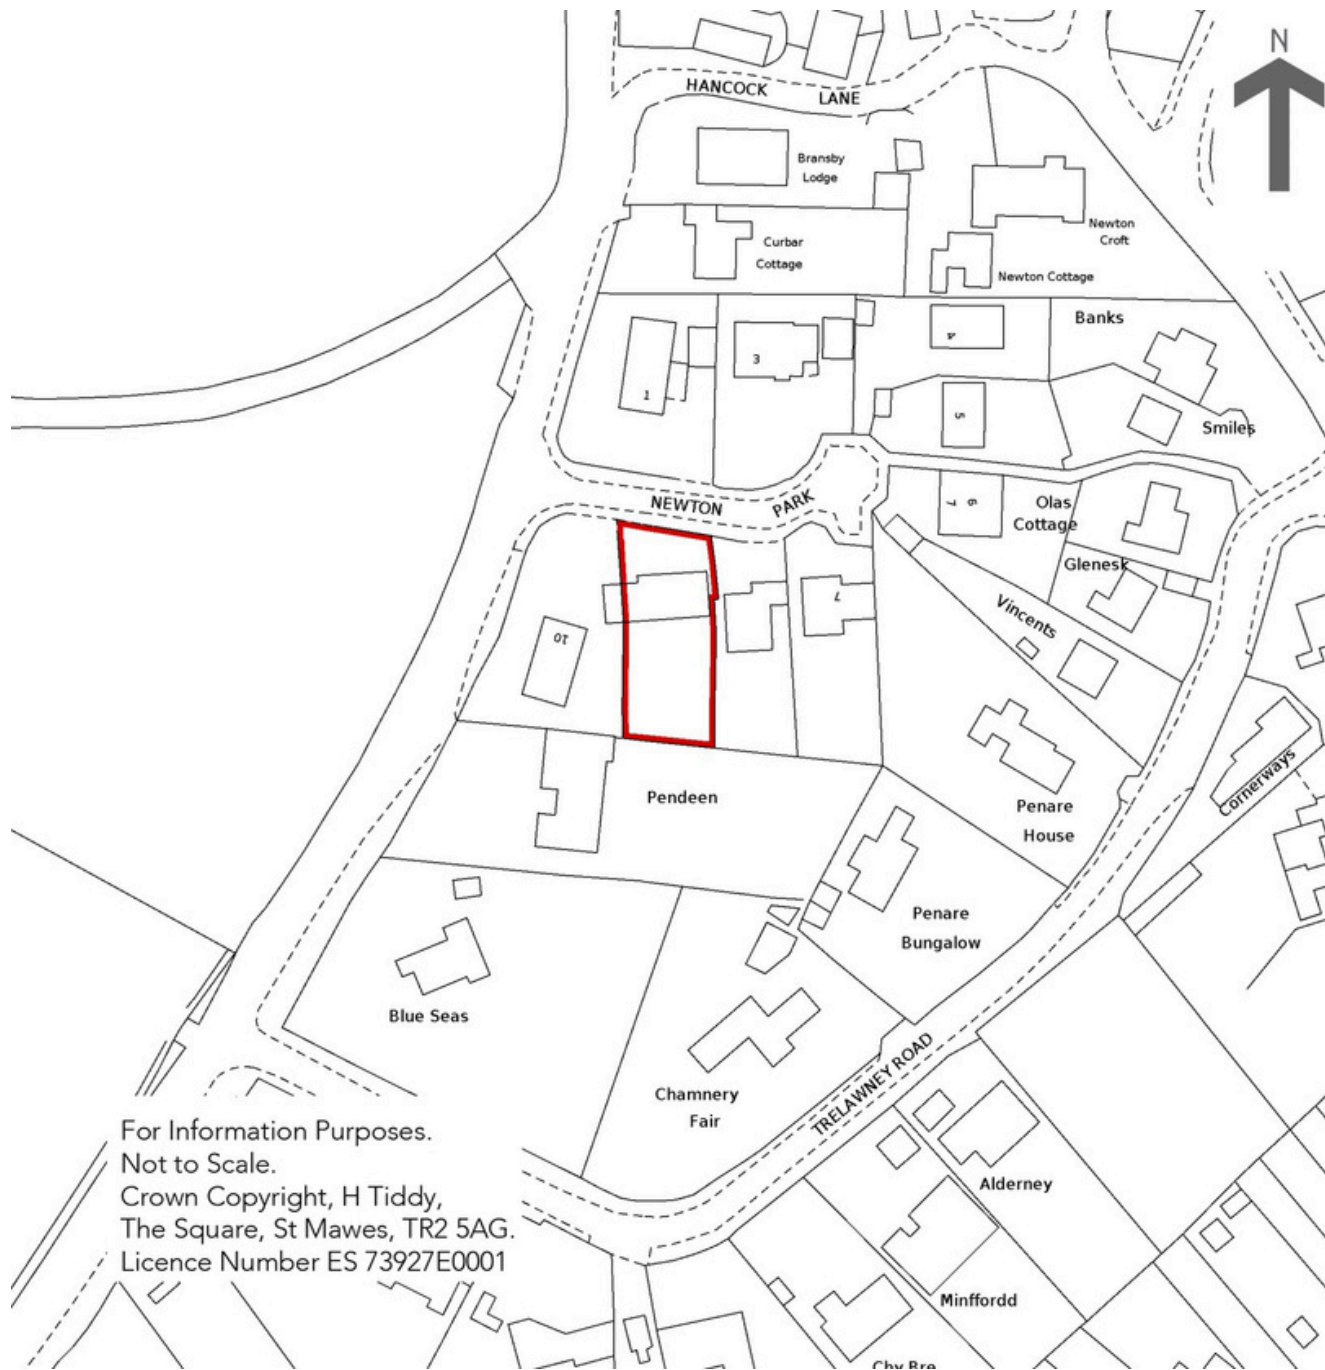 N
HANCOCK LANE
Bransby
Lodge
Newton
Croft
Curbar
Cottage
Newton Cottage
Banks
4
3
1
5
Smiles
NEWTON PARK
6
7
Olas
Cottage
Glenesk
Vincents
7
10
Pendeen
Cornerways
Penare
House
Penare
Bungalow
Blue Seas
TRELAWNEY ROAD
Chamnery
Fair
For Information Purposes.
Not to Scale.
Crown Copyright, H Tiddy,
The Square, St Mawes, TR2 5AG.
Licence Number ES 73927E0001
Alderney
Minffordd
Chy Bre